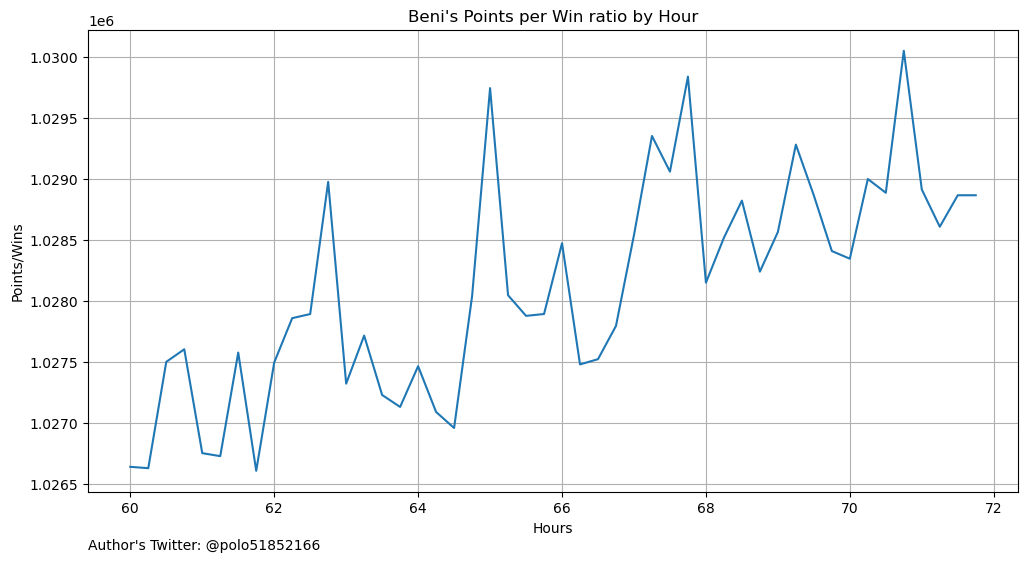 Beni's Points per Win ratio by Hour
1e6
1.0300
1.0295
1.0290
1.0285
1.0280
1.0275
1.0270
1.0265
Points/Wins
60 62 64 66 68 70 72
Hours
Author's Twitter: @polo51852166